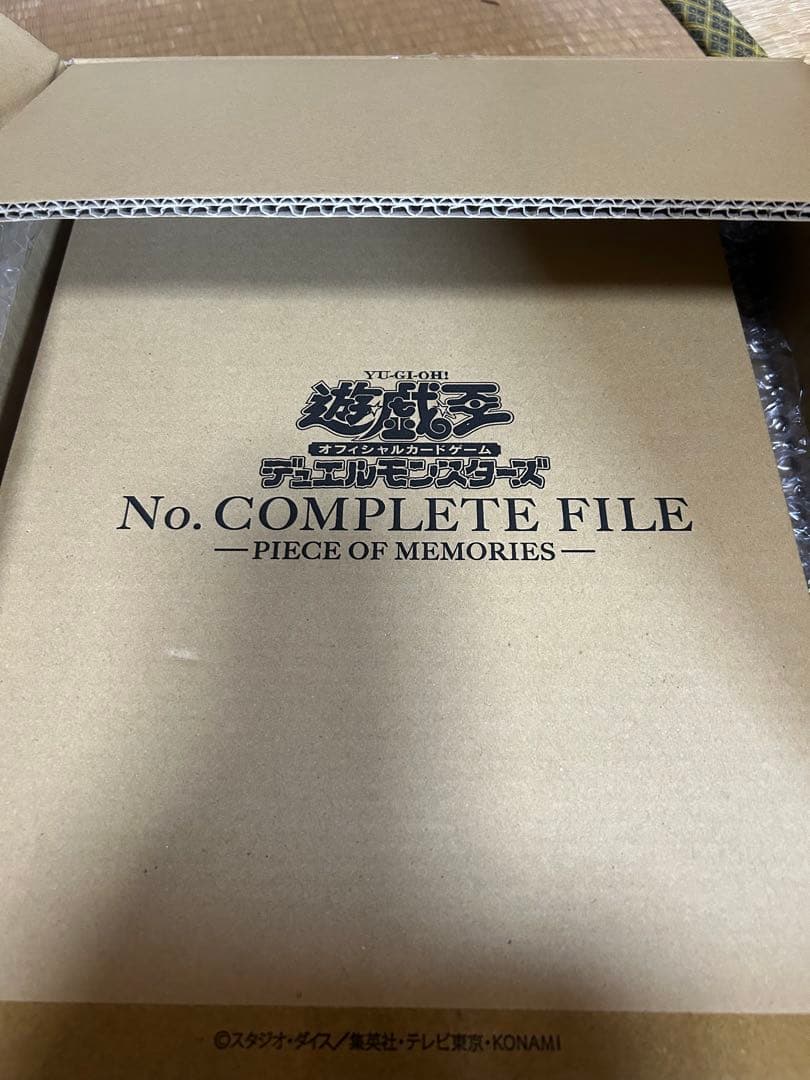 YU-GI-OH!
遊戯王
オフィシャルカードゲーム
デュエルモンスターズ
No. COMPLETE FILE
—PIECE OF MEMORIES—
©スタジオ・ダイス/集英社・テレビ東京・KONAMI